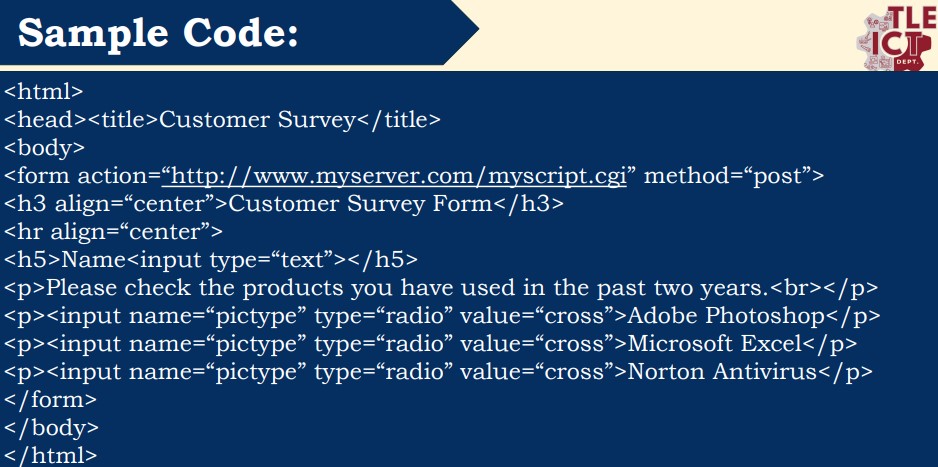 Sample Code:
TLE
ICT
DEPT.
<html>
<head><title>Customer Survey</title>
<body>
<form action=“http://www.myserver.com/myscript.cgi” method=“post”>
<h3 align=“center”>Customer Survey Form</h3>
<hr align=“center”>
<h5>Name<input type=“text”></h5>
<p>Please check the products you have used in the past two years.<br></p>
<p><input name=“pictype” type=“radio” value=“cross”>Adobe Photoshop</p>
<p><input name=“pictype” type=“radio” value=“cross”>Microsoft Excel</p>
<p><input name=“pictype” type=“radio” value=“cross”>Norton Antivirus</p>
</form>
</body>
</html>